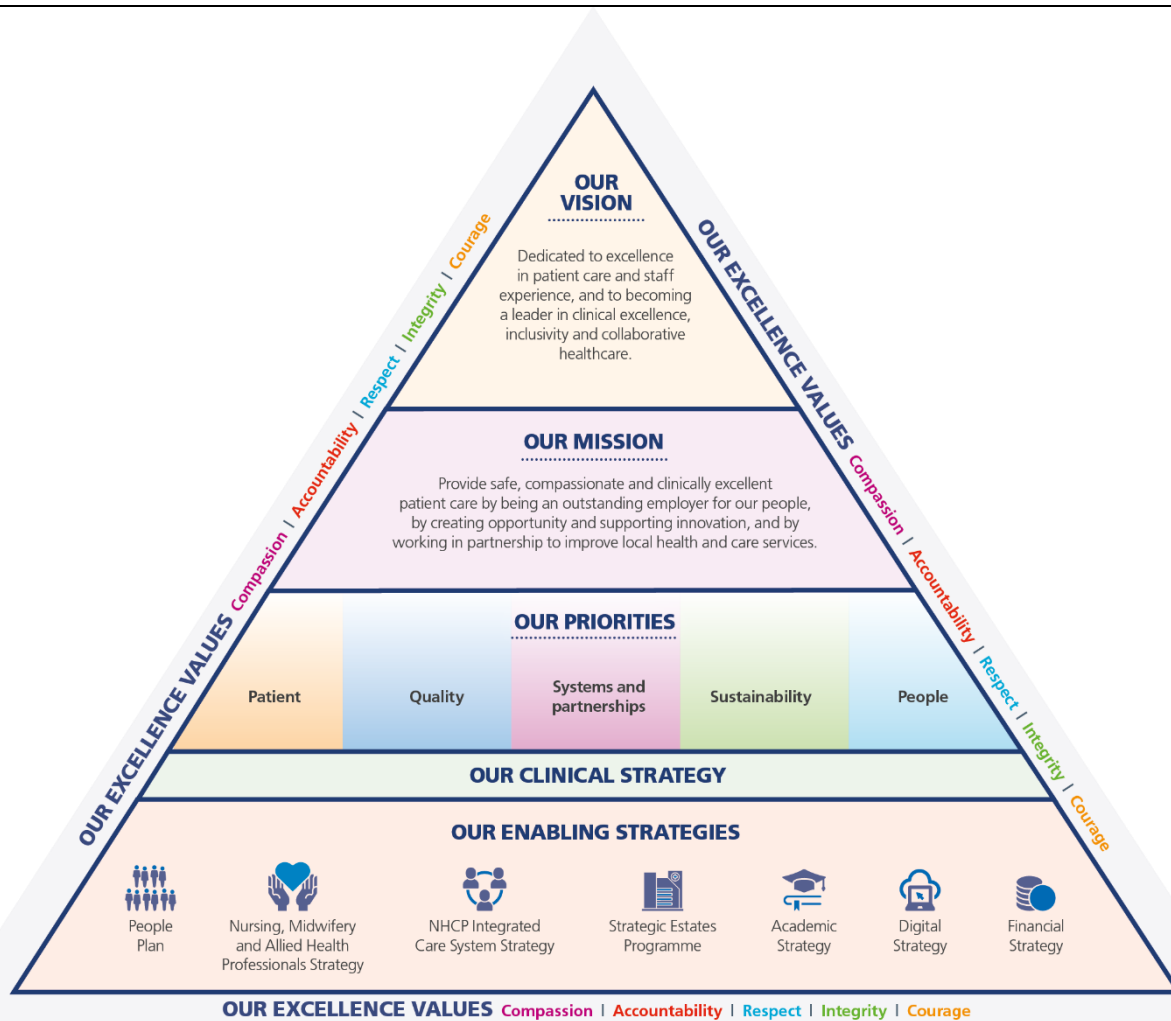 OUR
VISION
Dedicated to excellence
in patient care and staff
experience, and to becoming
a leader in clinical excellence,
inclusivity and collaborative
healthcare.
OUR EXCELLENCE VALUES Compassion | Accountability | Respect | Integrity | Courage
OUR EXCELLENCE VALUES Compassion | Accountability | Respect | Integrity | Courage
OUR MISSION
Provide safe, compassionate and clinically excellent
patient care by being an outstanding employer for our people,
by creating opportunity and supporting innovation, and by
working in partnership to improve local health and care services.
OUR PRIORITIES
Patient
Quality
Systems and
partnerships
Sustainability
People
OUR CLINICAL STRATEGY
OUR ENABLING STRATEGIES
People
Plan
Nursing, Midwifery
and Allied Health
Professionals Strategy
NHCP Integrated
Care System Strategy
Strategic Estates
Programme
Academic
Strategy
Digital
Strategy
Financial
Strategy
OUR EXCELLENCE VALUES Compassion | Accountability | Respect | Integrity | Courage